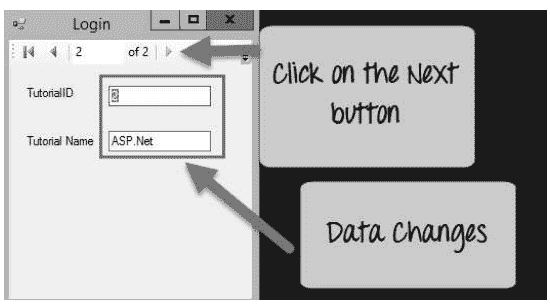 Login
2 of 2
Click on the Next
button
TutorialID
Tutorial Name ASP.Net
Data Changes